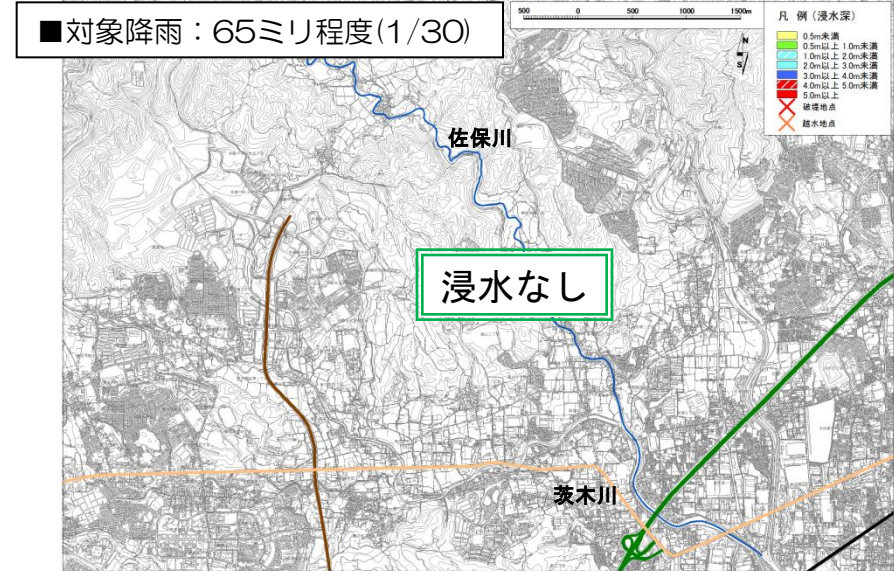 ■対象降雨:65ミリ程度(1/30)
500 0 500 1000 1500m
N
S
凡 例(浸水深)
0.5m未満
0.5m以上 1.0m未満
1.0m以上 2.0m未満
2.0m以上 3.0m未満
3.0m以上 4.0m未満
4.0m以上 5.0m未満
5.0m以上
破堤地点
越水地点
佐保川
浸水なし
茨木川